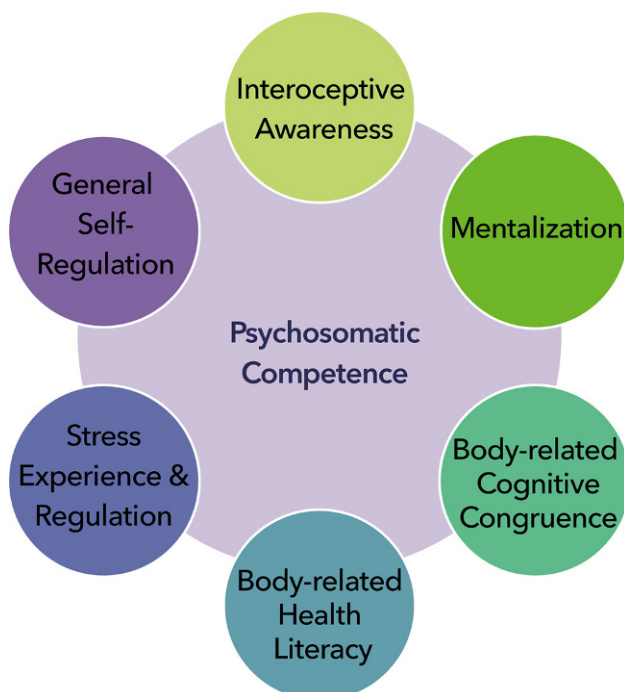 Interoceptive
Awareness
General
Self-
Regulation
Mentalization
Psychosomatic
Competence
Stress
Experience &
Regulation
Body-related
Cognitive
Congruence
Body-related
Health
Literacy